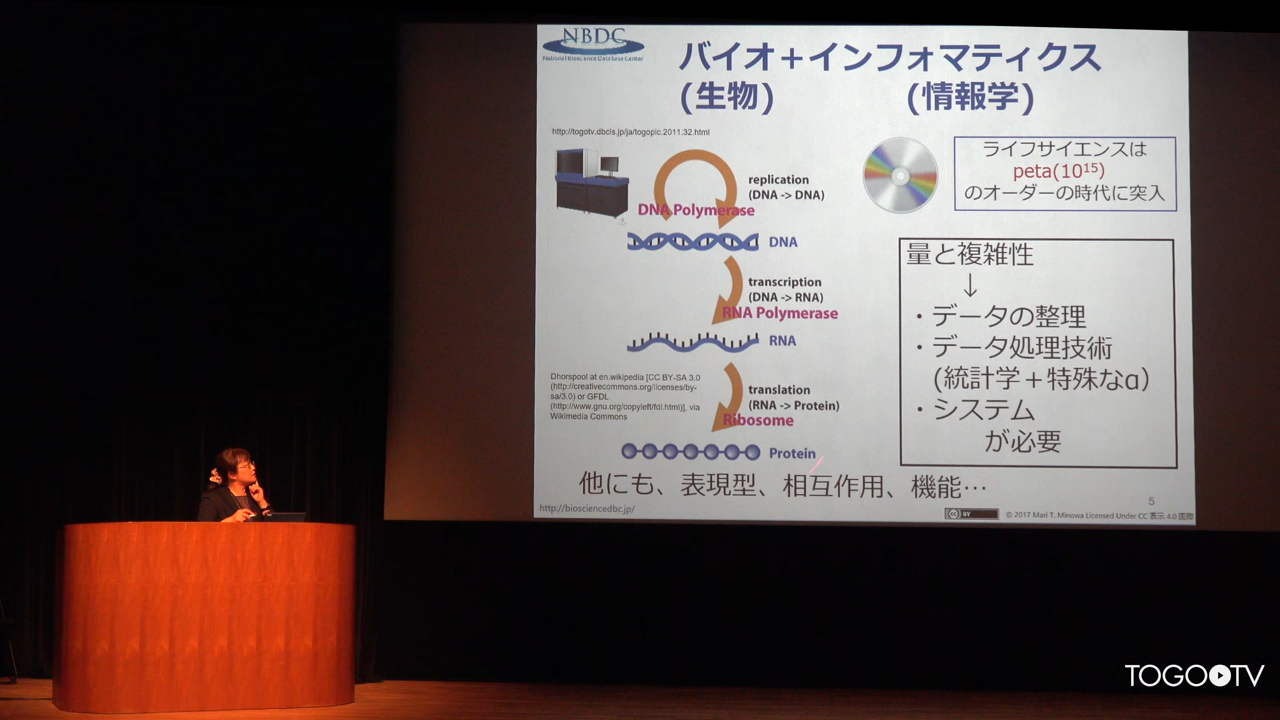 NBDC
National Bioscience Database Center
バイオ＋インフォマティクス
(生物) (情報学)
http://togotv.dbcls.jp/ja/togopic.2011.32.html
replication
(DNA -> DNA)
DNA Polymerase
DNA
transcription
(DNA -> RNA)
RNA Polymerase
RNA
Dhorspool at en.wikipedia [CC BY-SA 3.0
(http://creativecommons.org/licenses/by-
sa/3.0) or GFDL
(http://www.gnu.org/copyleft/fdl.html)], via
Wikimedia Commons
translation
(RNA -> Protein)
Ribosome
Protein
ライフサイエンスは
peta(10¹⁵)
のオーダーの時代に突入
量と複雑性
↓
・データの整理
・データ処理技術
(統計学＋特殊なα)
・システム
が必要
他にも、表現型、相互作用、機能…
5
http://biosciencedbc.jp/
cc BY
© 2017 Mari T. Minowa Licensed Under CC 表示 4.0 国際
TOGOTV